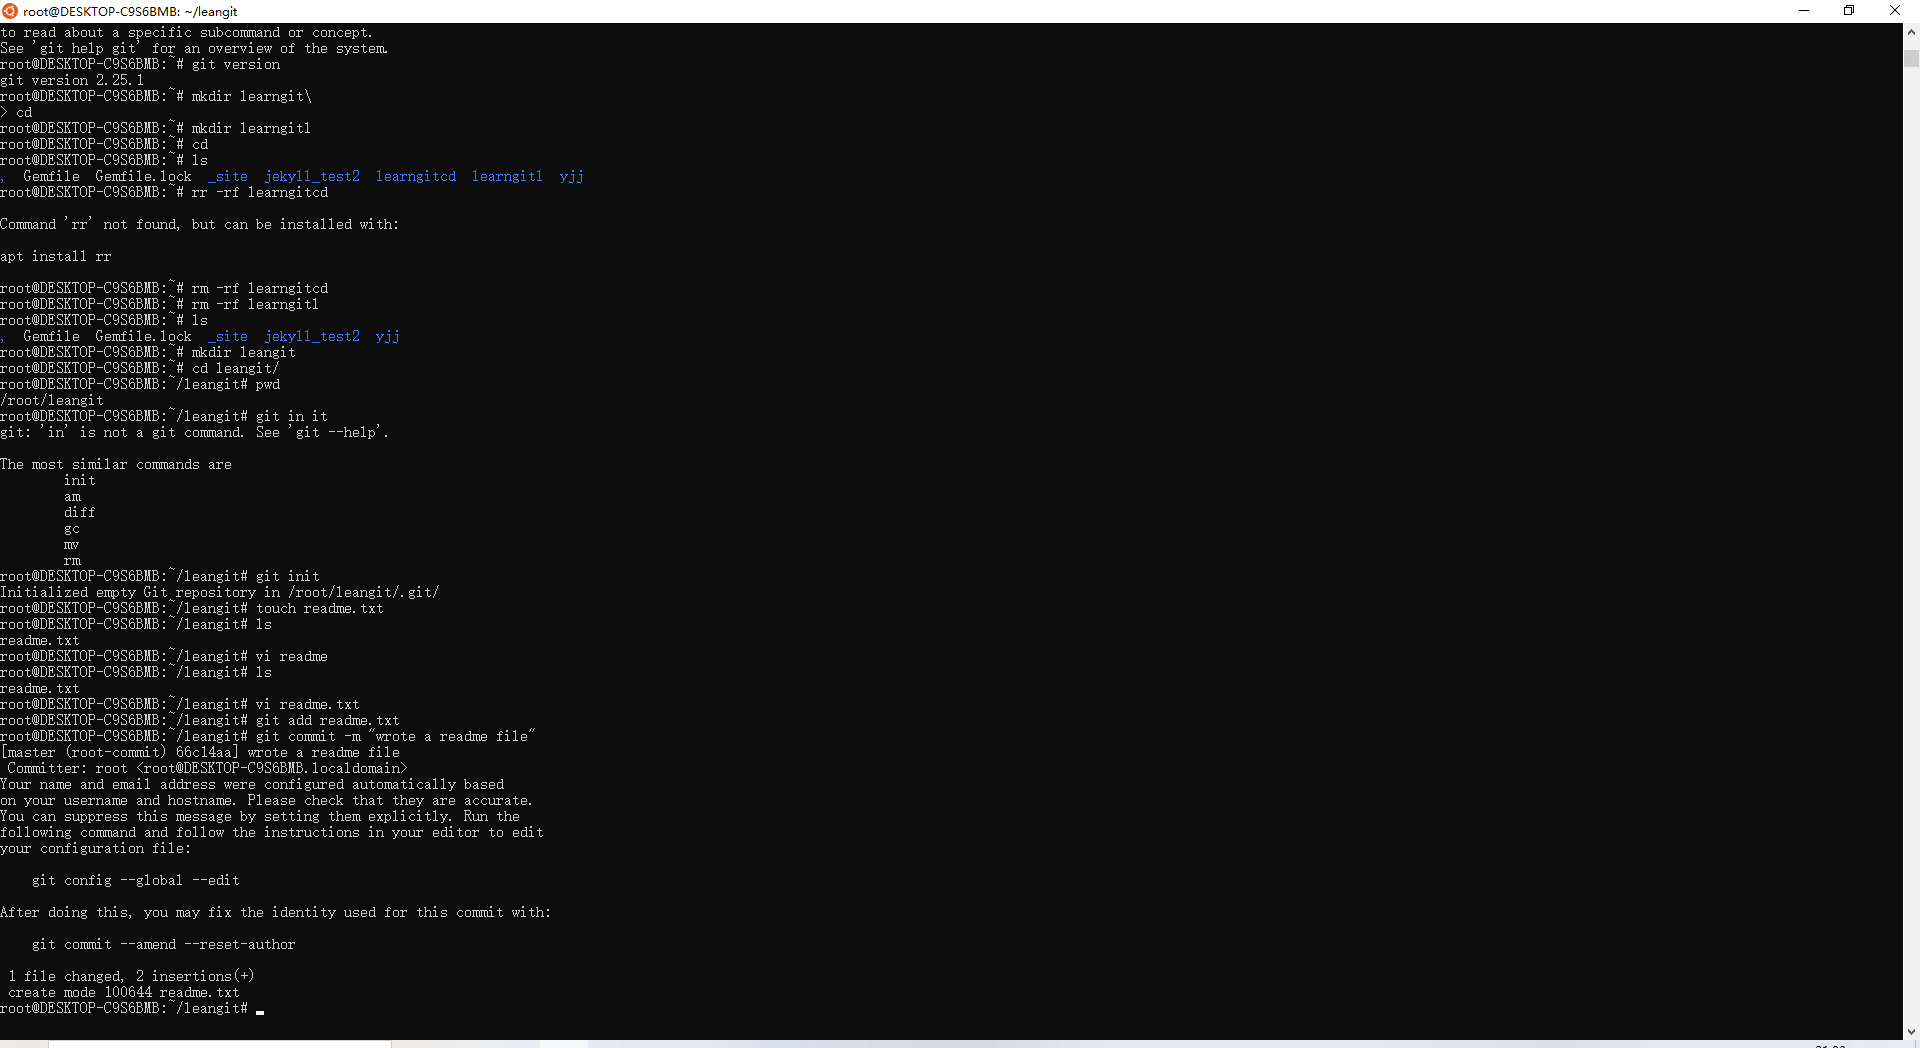 root@DESKTOP-C9S6BMB: ~/leangit
to read about a specific subcommand or concept.
See 'git help git' for an overview of the system.
root@DESKTOP-C9S6BMB:~# git version
git version 2.25.1
root@DESKTOP-C9S6BMB:~# mkdir learngit\
> cd
root@DESKTOP-C9S6BMB:~# mkdir learngit1
root@DESKTOP-C9S6BMB:~# cd
root@DESKTOP-C9S6BMB:~# ls
,  Gemfile  Gemfile.lock  _site  jekyll_test2  learngitcd  learngit1  yjj
root@DESKTOP-C9S6BMB:~# rr -rf learngitcd
Command 'rr' not found, but can be installed with:
apt install rr
root@DESKTOP-C9S6BMB:~# rm -rf learngitcd
root@DESKTOP-C9S6BMB:~# rm -rf learngit1
root@DESKTOP-C9S6BMB:~# ls
,  Gemfile  Gemfile.lock  _site  jekyll_test2  yjj
root@DESKTOP-C9S6BMB:~# mkdir leangit
root@DESKTOP-C9S6BMB:~# cd leangit/
root@DESKTOP-C9S6BMB:~/leangit# pwd
/root/leangit
root@DESKTOP-C9S6BMB:~/leangit# git in it
git: 'in' is not a git command. See 'git --help'.
The most similar commands are
init
am
diff
gc
mv
rm
root@DESKTOP-C9S6BMB:~/leangit# git init
Initialized empty Git repository in /root/leangit/.git/
root@DESKTOP-C9S6BMB:~/leangit# touch readme.txt
root@DESKTOP-C9S6BMB:~/leangit# ls
readme.txt
root@DESKTOP-C9S6BMB:~/leangit# vi readme
root@DESKTOP-C9S6BMB:~/leangit# ls
readme.txt
root@DESKTOP-C9S6BMB:~/leangit# vi readme.txt
root@DESKTOP-C9S6BMB:~/leangit# git add readme.txt
root@DESKTOP-C9S6BMB:~/leangit# git commit -m "wrote a readme file"
[master (root-commit) 66c14aa] wrote a readme file
Committer: root <root@DESKTOP-C9S6BMB.localdomain>
Your name and email address were configured automatically based
on your username and hostname. Please check that they are accurate.
You can suppress this message by setting them explicitly. Run the
following command and follow the instructions in your editor to edit
your configuration file:
git config --global --edit
After doing this, you may fix the identity used for this commit with:
git commit --amend --reset-author
1 file changed, 2 insertions(+)
create mode 100644 readme.txt
root@DESKTOP-C9S6BMB:~/leangit#